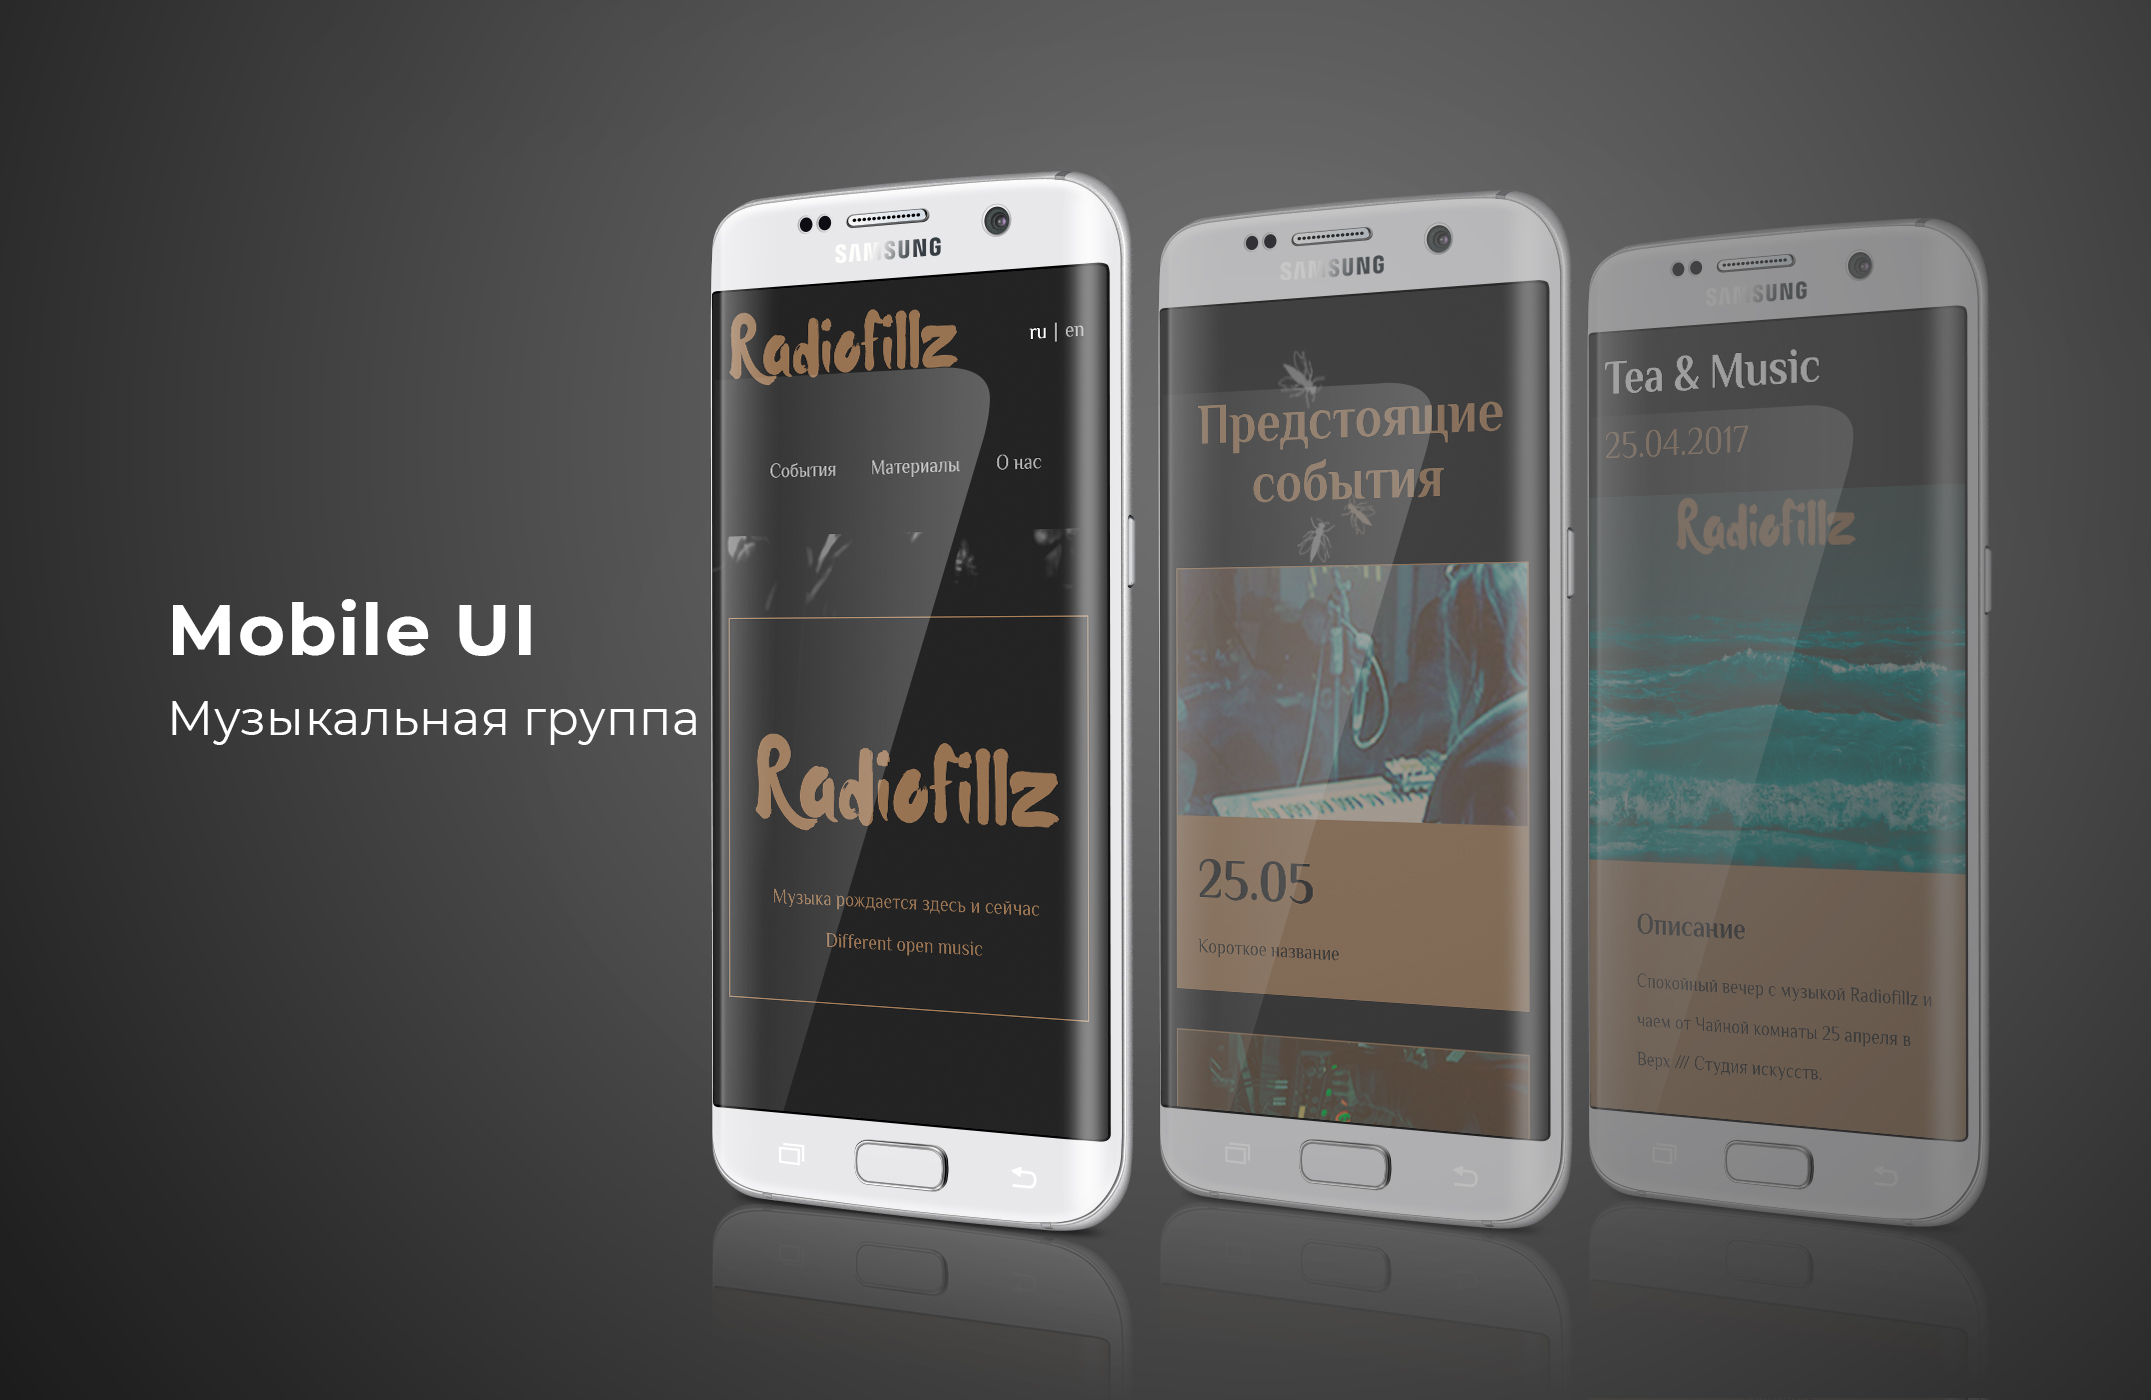 Mobile UI
Музыкальная группа
SAMSUNG
Radiofillz
ru | en
События Материалы О нас
Radiofillz
Музыка рождается здесь и сейчас
Different open music
SAMSUNG
Предстоящие
события
25.05
Короткое название
SAMSUNG
Tea & Music
25.04.2017
Radiofillz
Описание
Спокойный вечер с музыкой Radiofillz и
чаем от Чайной комнаты 25 апреля в
Верх /// Студия искусств.